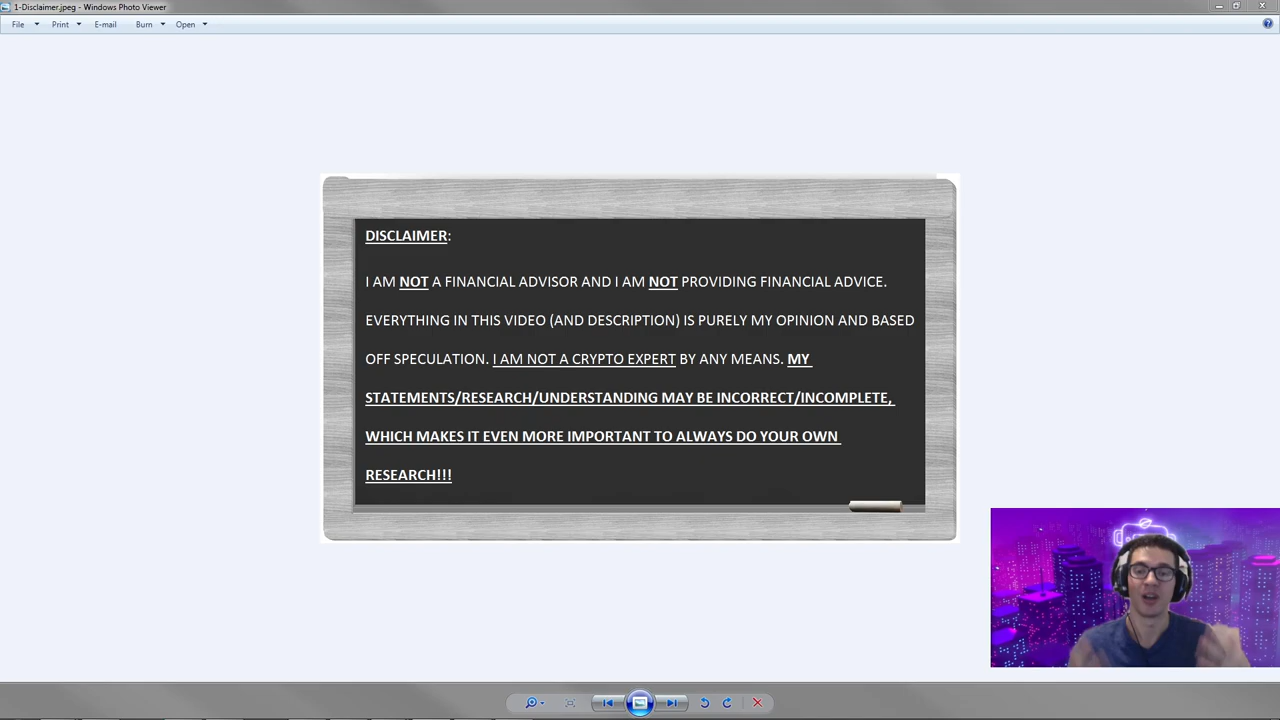 1-Disclaimer.jpeg - Windows Photo Viewer
File Print E-mail Burn Open
DISCLAIMER:
I AM NOT A FINANCIAL ADVISOR AND I AM NOT PROVIDING FINANCIAL ADVICE.
EVERYTHING IN THIS VIDEO (AND DESCRIPTION) IS PURELY MY OPINION AND BASED
OFF SPECULATION. I AM NOT A CRYPTO EXPERT BY ANY MEANS. MY
STATEMENTS/RESEARCH/UNDERSTANDING MAY BE INCORRECT/INCOMPLETE,
WHICH MAKES IT EVEN MORE IMPORTANT TO ALWAYS DO YOUR OWN
RESEARCH!!!